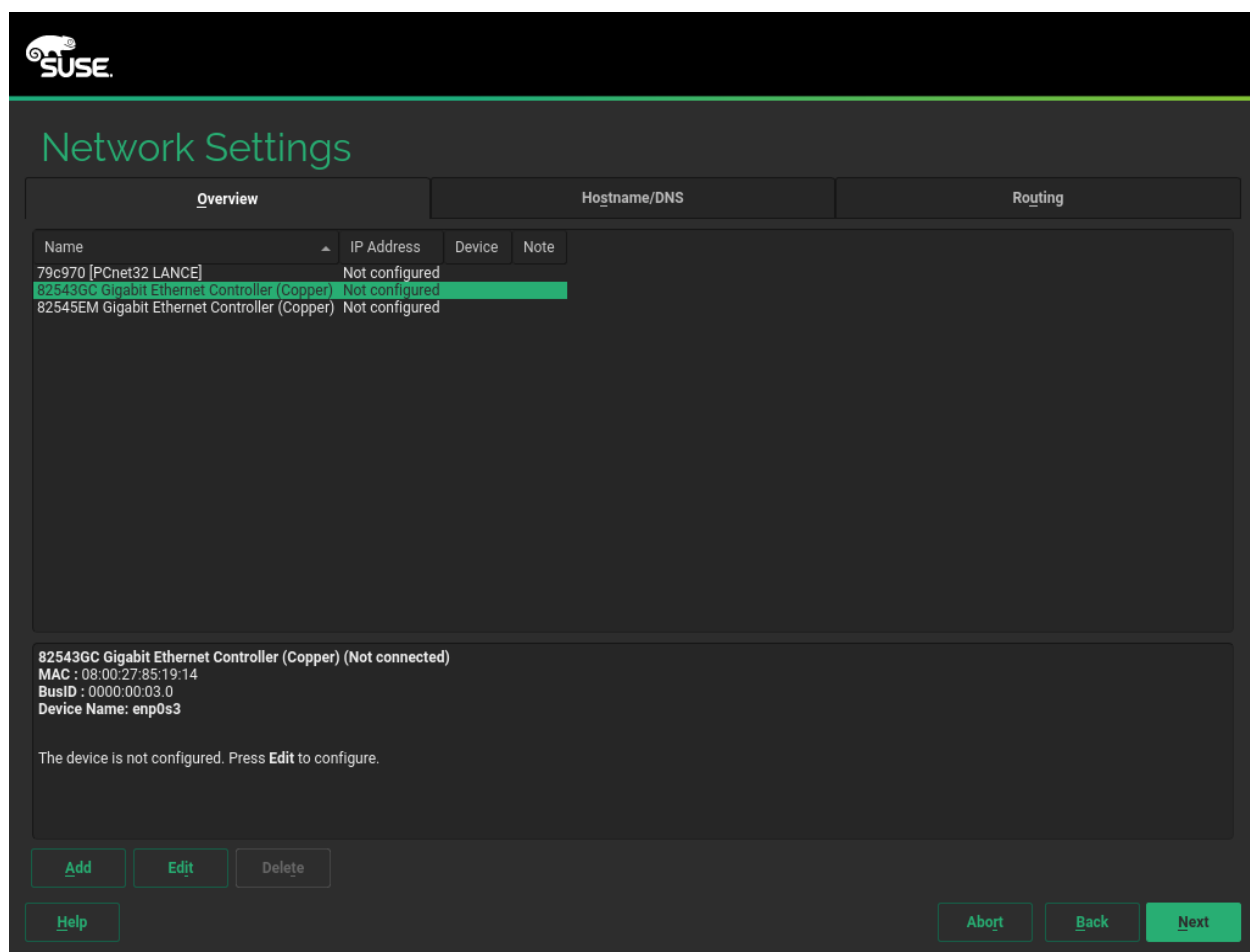 SUSE.
Network Settings
Overview Hostname/DNS Routing
Name IP Address Device Note
79c970 [PCnet32 LANCE] Not configured
82543GC Gigabit Ethernet Controller (Copper) Not configured
82545EM Gigabit Ethernet Controller (Copper) Not configured
82543GC Gigabit Ethernet Controller (Copper) (Not connected)
MAC : 08:00:27:85:19:14
BusID : 0000:00:03.0
Device Name: enp0s3
The device is not configured. Press Edit to configure.
Add Edit Delete
Help Abort Back Next